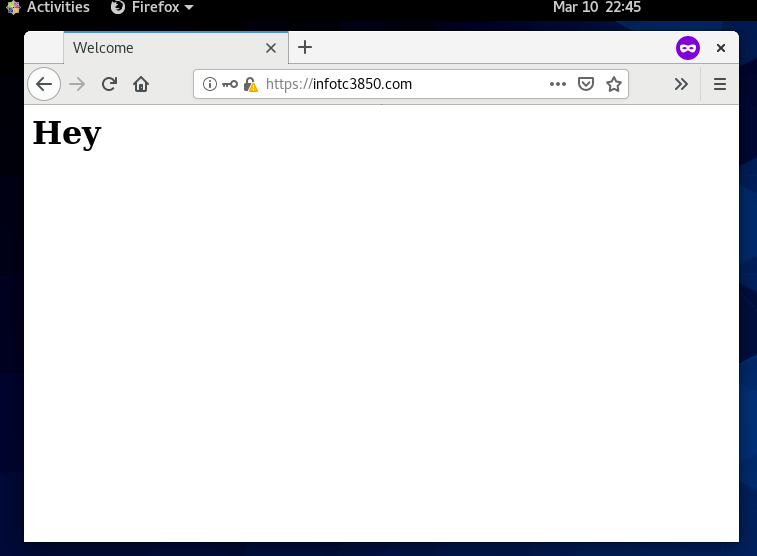 Activities Firefox Mar 10 22:45
Welcome
https://infotc3850.com
Hey